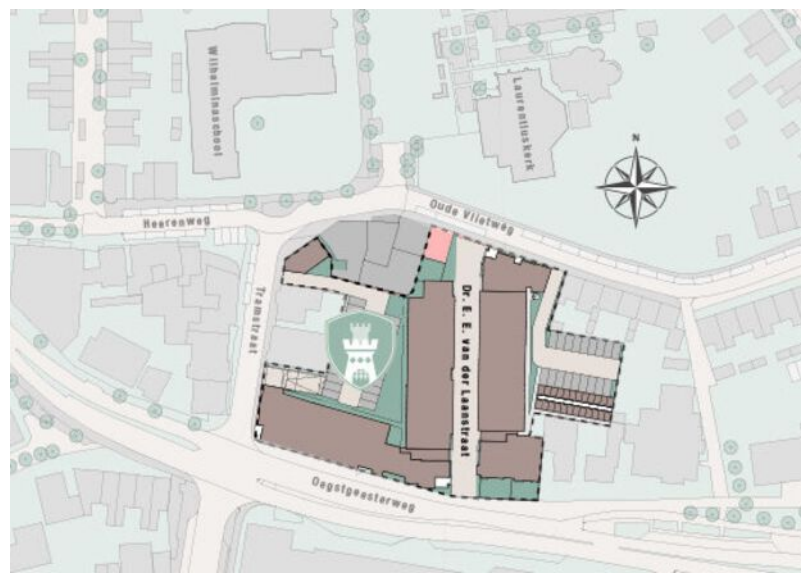 Wilhelminaschool
Laurentiuskerk
N
Oude Vlietweg
Heerenweg
Tramstraat
Dr. E. E. van der Laanstraat
Oegstgeesterweg